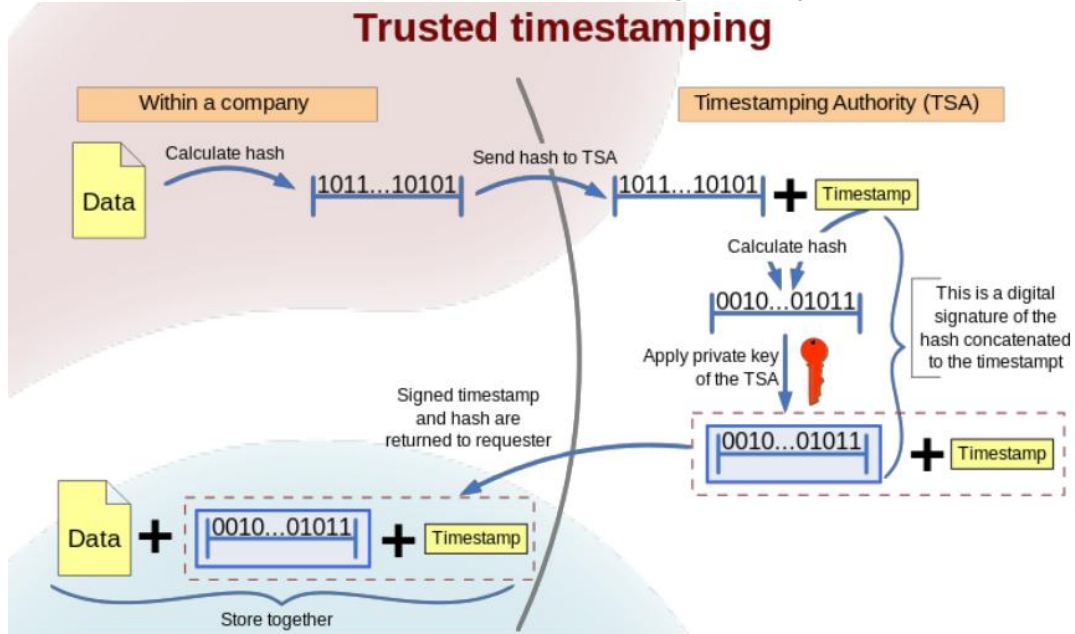 Trusted timestamping
Within a company
Timestamping Authority (TSA)
Data
Calculate hash
1011...10101
Send hash to TSA
1011...10101
+
Timestamp
Calculate hash
0010...01011
This is a digital
signature of the
hash concatenated
to the timestampt
Apply private key
of the TSA
Signed timestamp
and hash are
returned to requester
0010...01011
+
Timestamp
Data
+
0010...01011
+
Timestamp
Store together